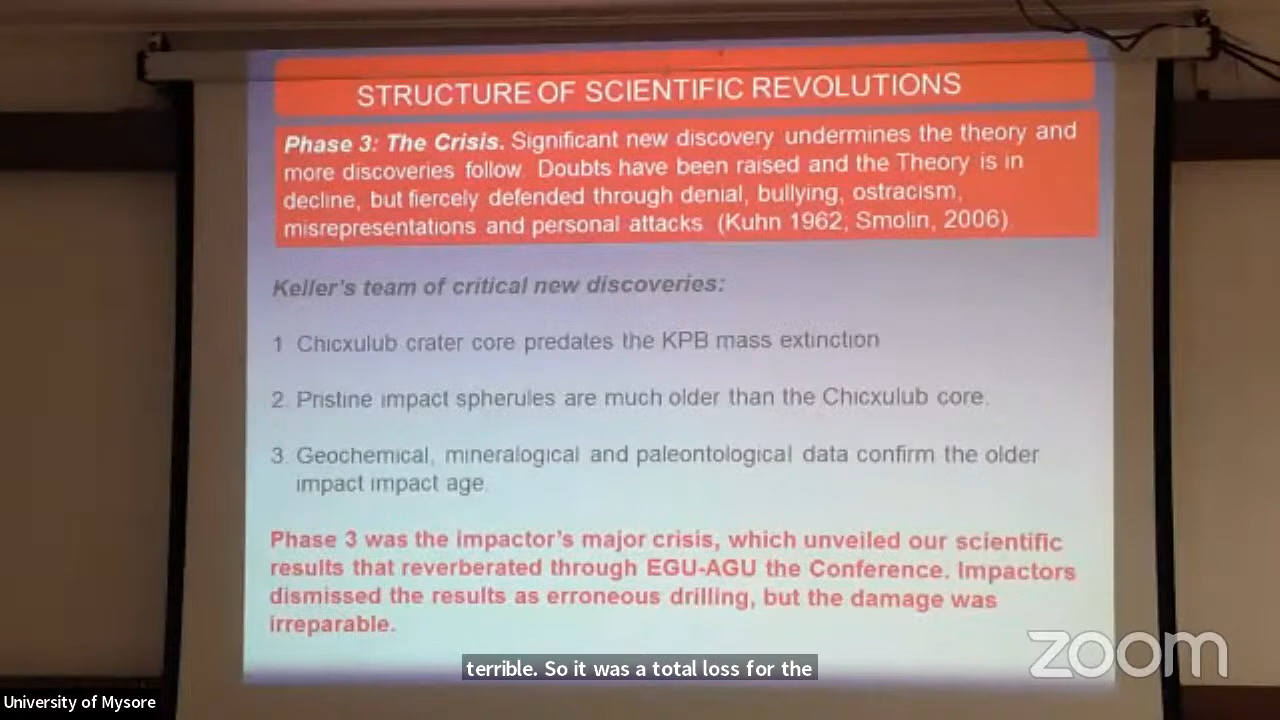 STRUCTURE OF SCIENTIFIC REVOLUTIONS
Phase 3: The Crisis. Significant new discovery undermines the theory and
more discoveries follow. Doubts have been raised and the Theory is in
decline, but fiercely defended through denial, bullying, ostracism,
misrepresentations and personal attacks (Kuhn 1962, Smolin, 2006)
Keller's team of critical new discoveries:
1 Chicxulub crater core predates the KPB mass extinction
2. Pristine impact spherules are much older than the Chicxulub core.
3. Geochemical, mineralogical and paleontological data confirm the older
impact impact age.
Phase 3 was the impactor's major crisis, which unveiled our scientific
results that reverberated through EGU-AGU the Conference. Impactors
dismissed the results as erroneous drilling, but the damage was
irreparable.
zoom
terrible. So it was a total loss for the
University of Mysore